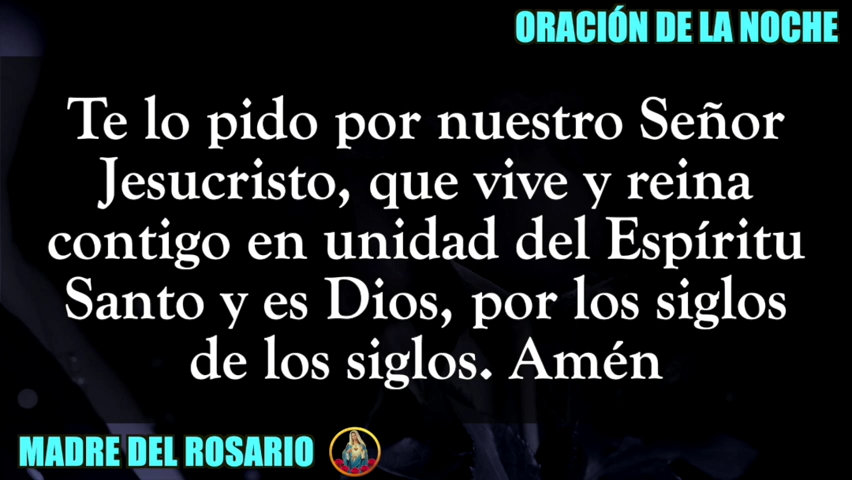 ORACIÓN DE LA NOCHE
Te lo pido por nuestro Señor
Jesucristo, que vive y reina
contigo en unidad del Espíritu
Santo y es Dios, por los siglos
de los siglos. Amén
MADRE DEL ROSARIO